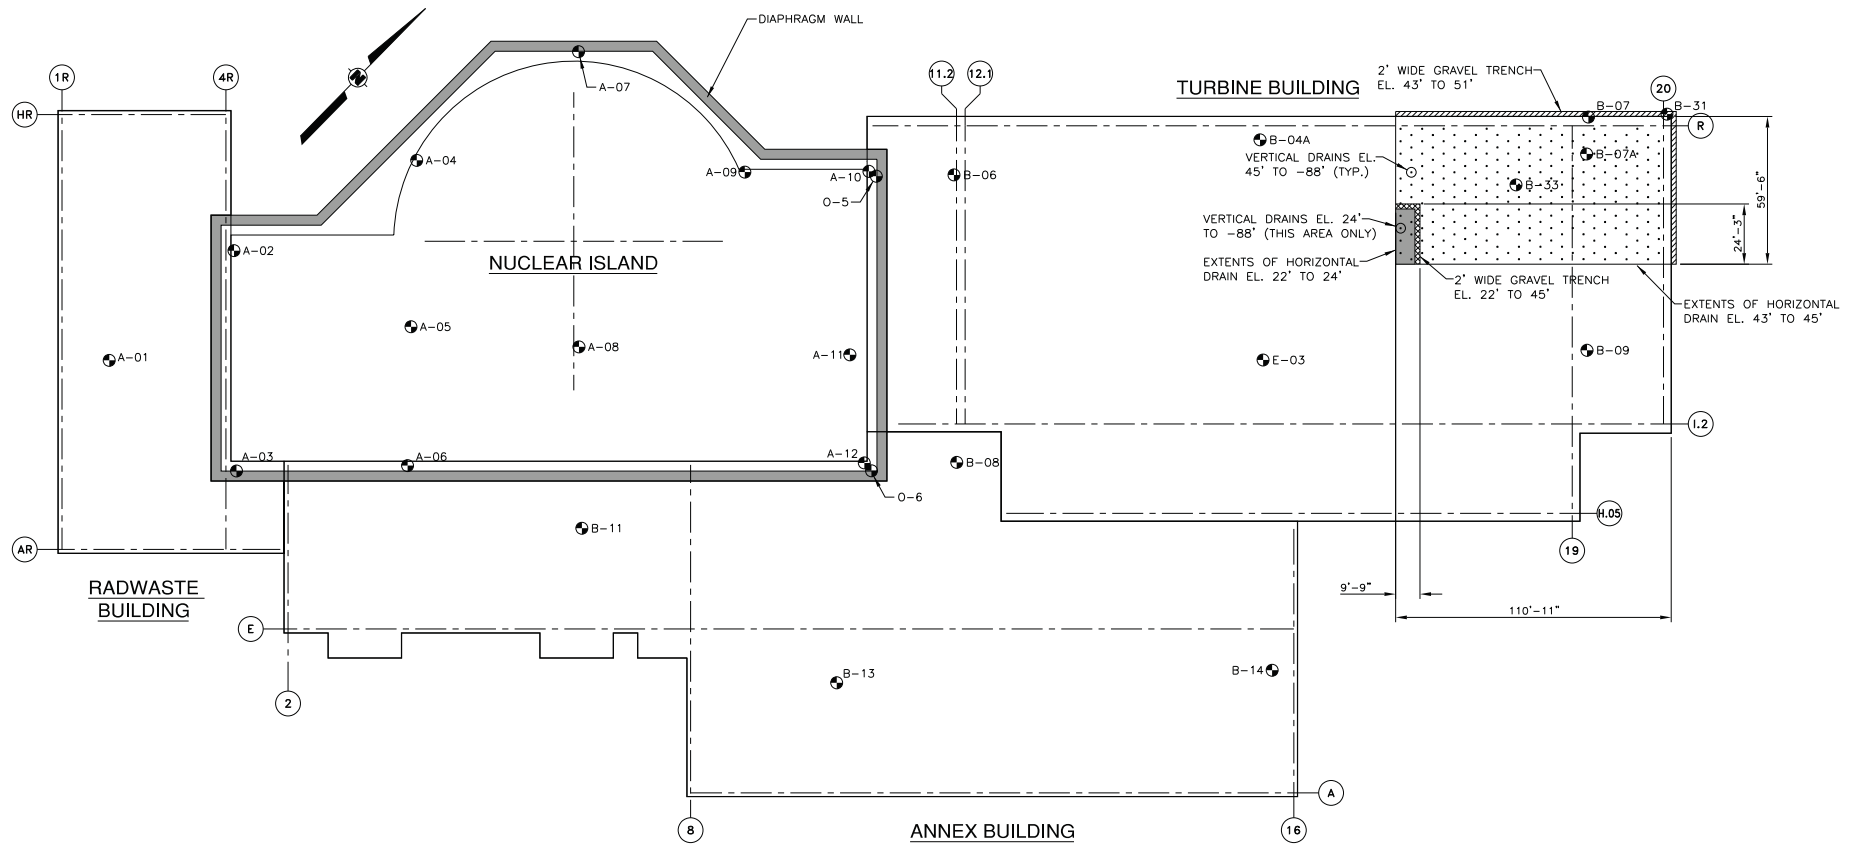 DIAPHRAGM WALL
N
1R
4R
A-07
11.2
12.1
TURBINE BUILDING
2' WIDE GRAVEL TRENCH
EL. 43' TO 51'
20
B-07
B-31
HR
R
A-04
B-04A
B-07A
VERTICAL DRAINS EL.
45' TO -88' (TYP.)
A-09
A-10
B-06
B-33
O-5
59'-6"
24'-3"
VERTICAL DRAINS EL. 24'
TO -88' (THIS AREA ONLY)
A-02
NUCLEAR ISLAND
EXTENTS OF HORIZONTAL
DRAIN EL. 22' TO 24'
2' WIDE GRAVEL TRENCH
EL. 22' TO 45'
EXTENTS OF HORIZONTAL
DRAIN EL. 43' TO 45'
A-05
A-08
A-11
A-01
E-03
B-09
I.2
A-03
A-06
A-12
B-08
O-6
H.05
B-11
AR
19
RADWASTE
BUILDING
9'-9"
110'-11"
E
B-13
B-14
2
A
8
ANNEX BUILDING
16